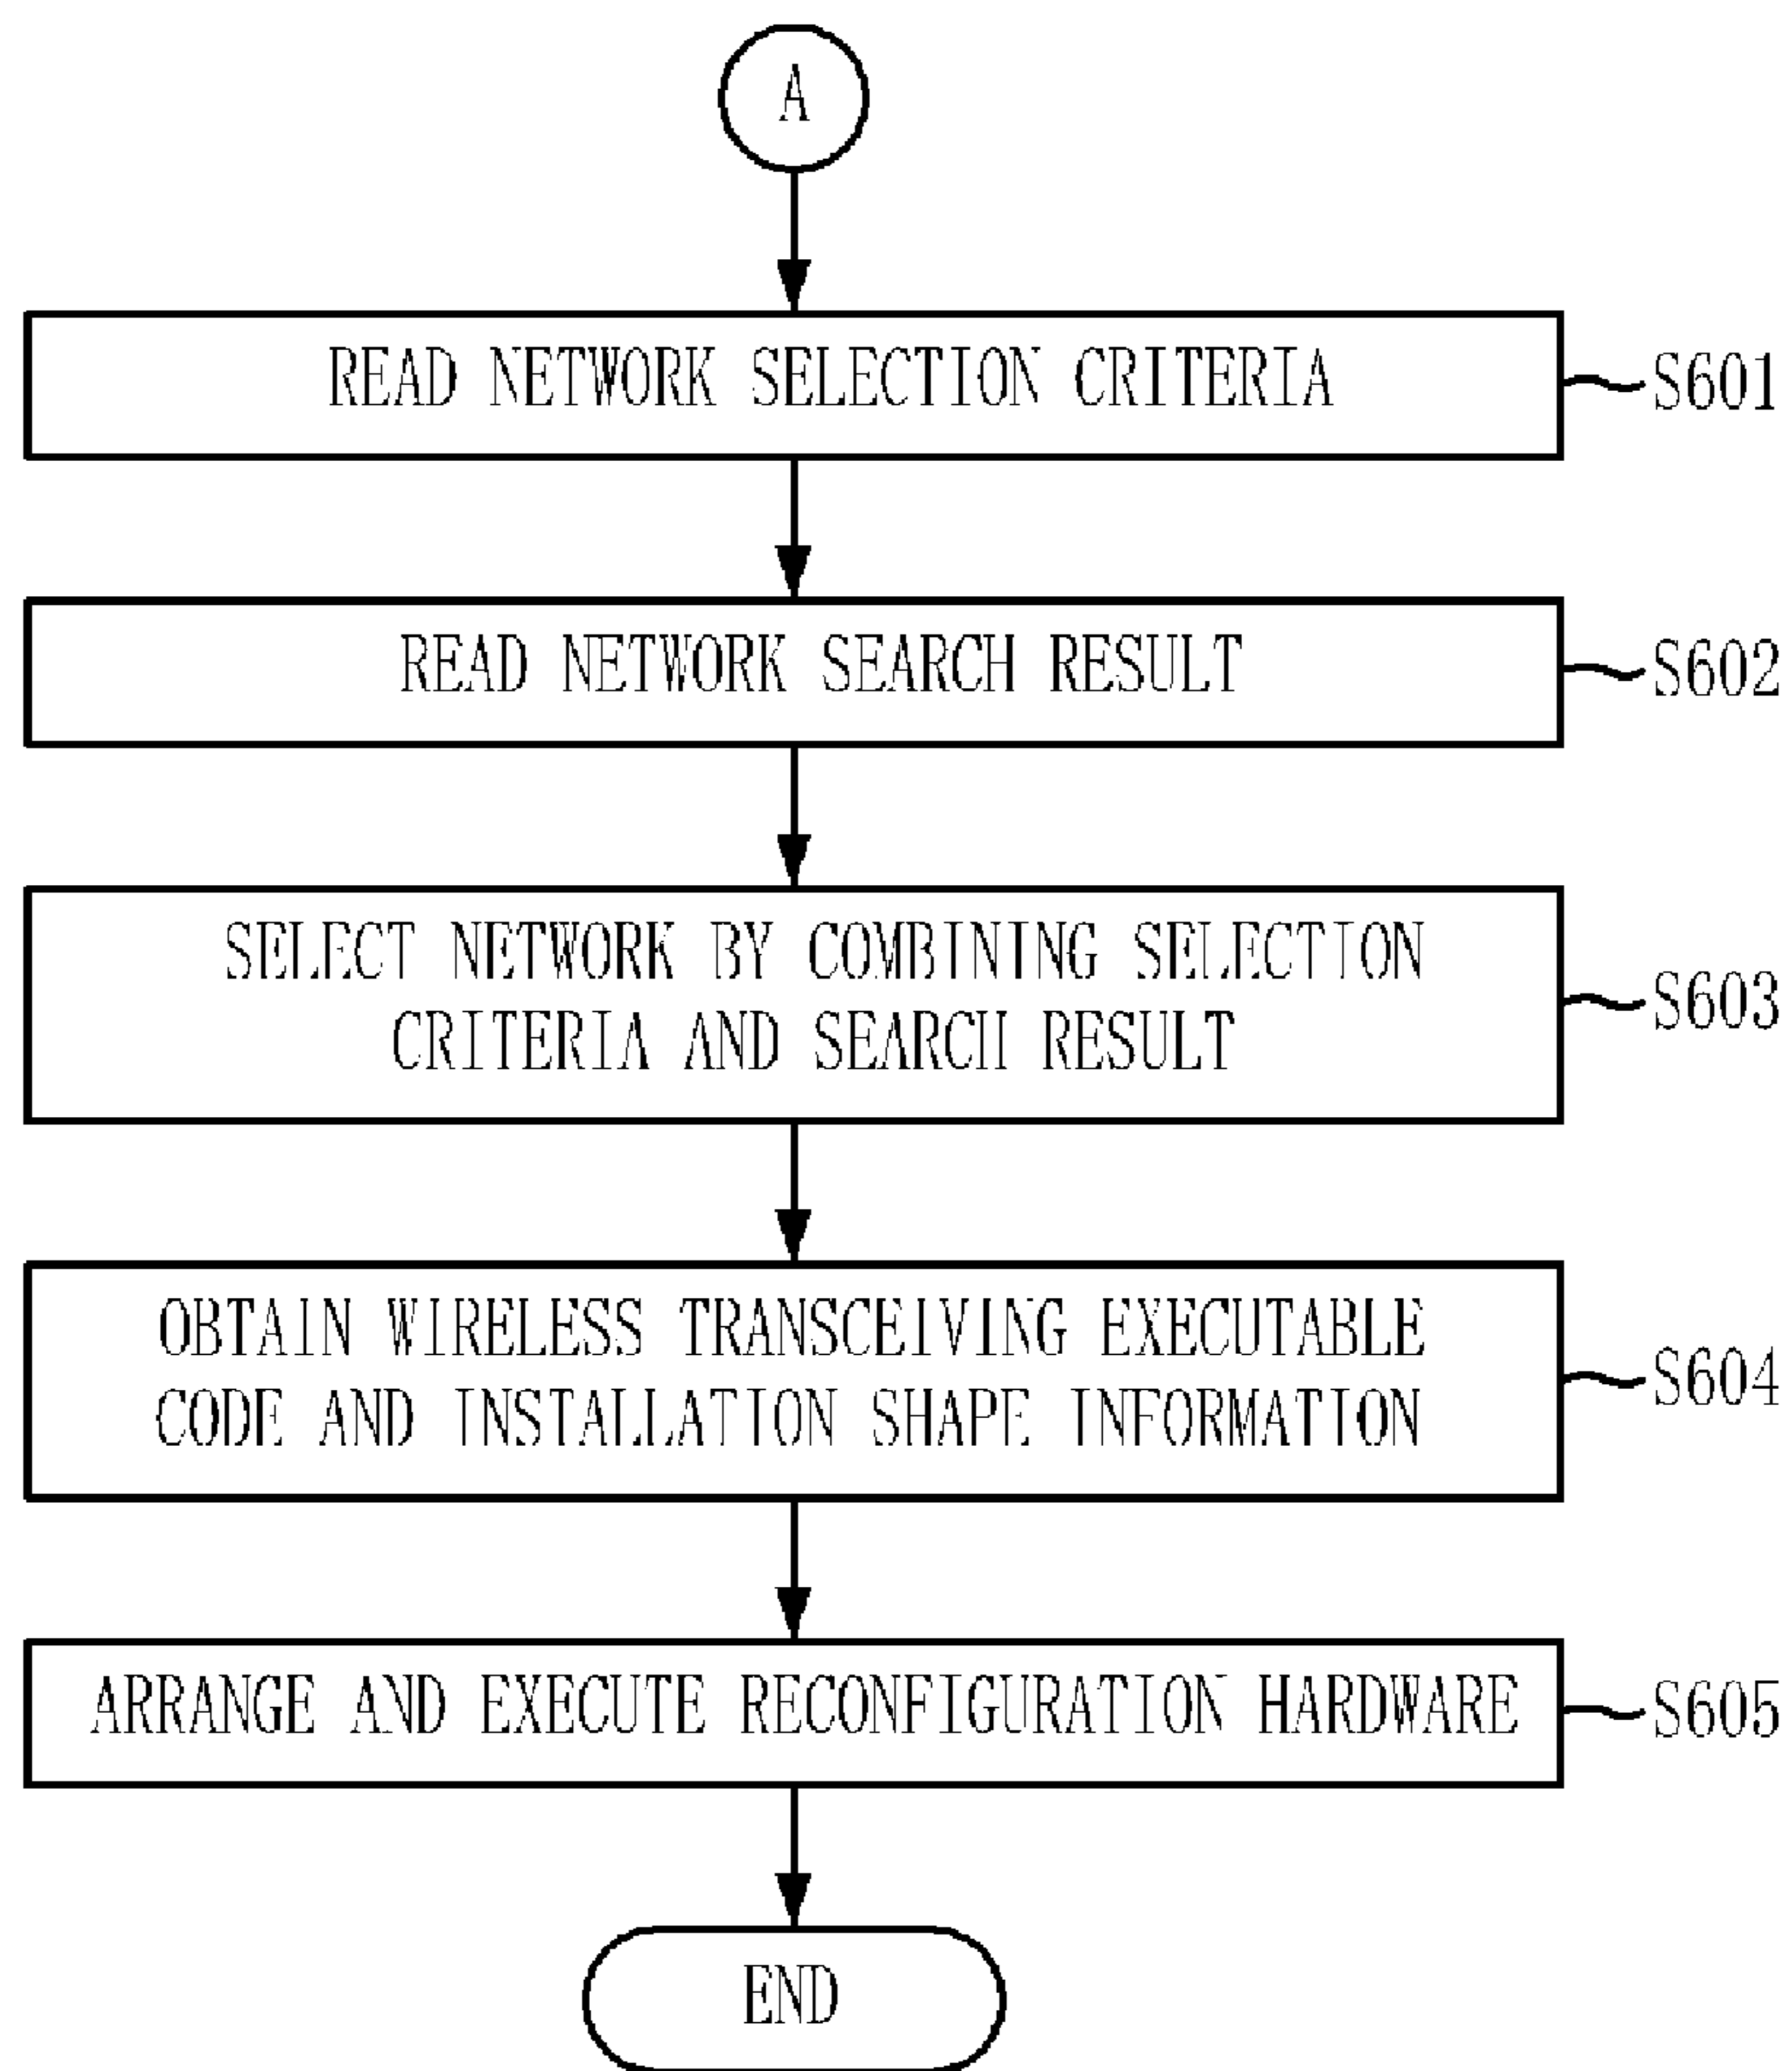 A
READ NETWORK SELECTION CRITERIA
S601
READ NETWORK SEARCH RESULT
S602
SELECT NETWORK BY COMBINING SELECTION
CRITERIA AND SEARCH RESULT
S603
OBTAIN WIRELESS TRANSCEIVING EXECUTABLE
CODE AND INSTALLATION SHAPE INFORMATION
S604
ARRANGE AND EXECUTE RECONFIGURATION HARDWARE
S605
END